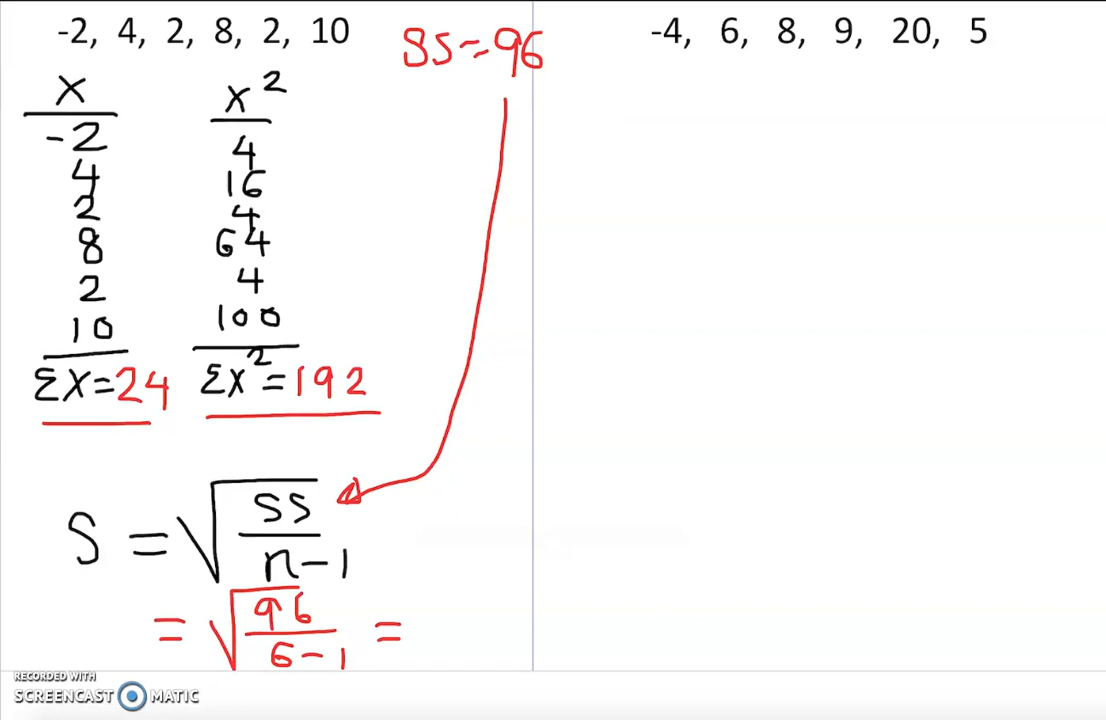 -2, 4, 2, 8, 2, 10
SS=96
X
-2
4
2
8
2
10
ΣX=24
X²
4
16
4
64
4
100
ΣX²=192
S = √(SS/(n-1))
= √(96/(6-1)) =
-4, 6, 8, 9, 20, 5
RECORDED WITH
SCREENCAST MATIC